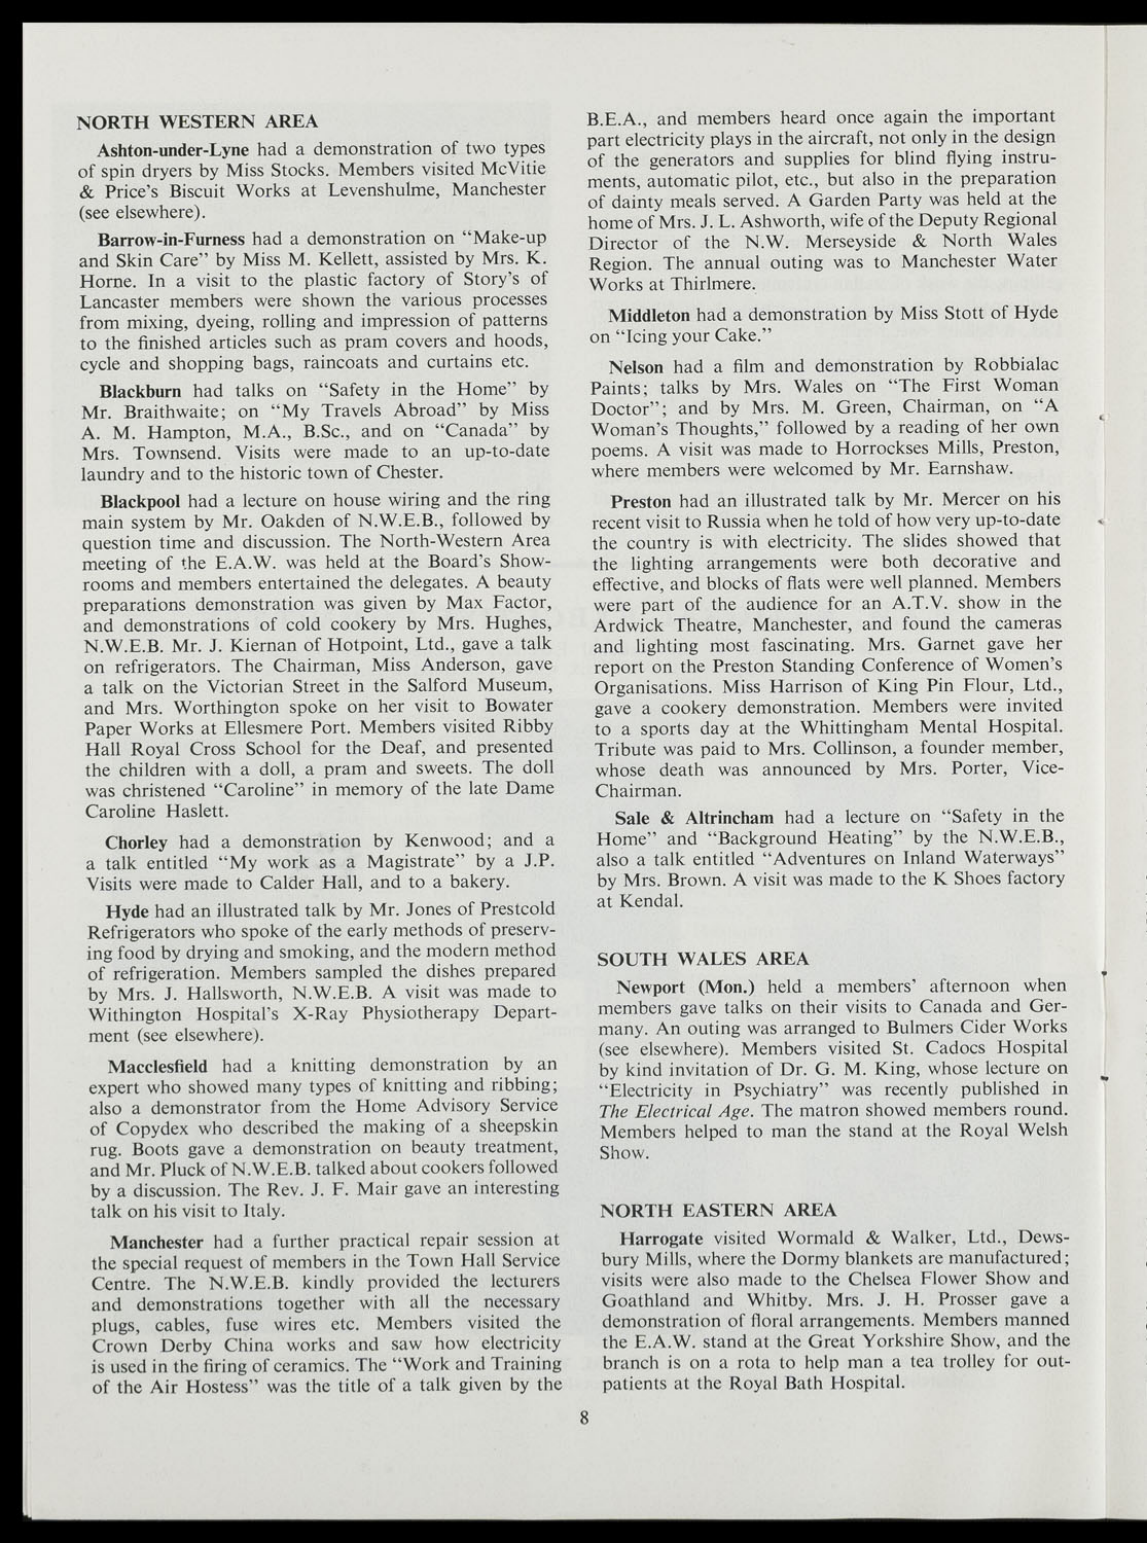 NORTH WESTERN AREA
Ashton-under-Lyne had a demonstration of two types
of spin dryers by Miss Stocks. Members visited McVitie
& Price's Biscuit Works at Levenshulme, Manchester
(see elsewhere).
Barrow-in-Furness had a demonstration on “Make-up
and Skin Care” by Miss M. Kellett, assisted by Mrs. K.
Horne. In a visit to the plastic factory of Story's of
Lancaster members were shown the various processes
from mixing, dyeing, rolling and impression of patterns
to the finished articles such as pram covers and hoods,
cycle and shopping bags, raincoats and curtains etc.
Blackburn had talks on “Safety in the Home” by
Mr. Braithwaite; on “My Travels Abroad” by Miss
A. M. Hampton, M.A., B.Sc., and on “Canada” by
Mrs. Townsend. Visits were made to an up-to-date
laundry and to the historic town of Chester.
Blackpool had a lecture on house wiring and the ring
main system by Mr. Oakden of N.W.E.B., followed by
question time and discussion. The North-Western Area
meeting of the E.A.W. was held at the Board's Show-
rooms and members entertained the delegates. A beauty
preparations demonstration was given by Max Factor,
and demonstrations of cold cookery by Mrs. Hughes,
N.W.E.B. Mr. J. Kiernan of Hotpoint, Ltd., gave a talk
on refrigerators. The Chairman, Miss Anderson, gave
a talk on the Victorian Street in the Salford Museum,
and Mrs. Worthington spoke on her visit to Bowater
Paper Works at Ellesmere Port. Members visited Ribby
Hall Royal Cross School for the Deaf, and presented
the children with a doll, a pram and sweets. The doll
was christened “Caroline” in memory of the late Dame
Caroline Haslett.
Chorley had a demonstration by Kenwood; and a
a talk entitled “My work as a Magistrate” by a J.P.
Visits were made to Calder Hall, and to a bakery.
Hyde had an illustrated talk by Mr. Jones of Prestcold
Refrigerators who spoke of the early methods of preserv-
ing food by drying and smoking, and the modern method
of refrigeration. Members sampled the dishes prepared
by Mrs. J. Hallsworth, N.W.E.B. A visit was made to
Withington Hospital's X-Ray Physiotherapy Depart-
ment (see elsewhere).
Macclesfield had a knitting demonstration by an
expert who showed many types of knitting and ribbing;
also a demonstrator from the Home Advisory Service
of Copydex who described the making of a sheepskin
rug. Boots gave a demonstration on beauty treatment,
and Mr. Pluck of N.W.E.B. talked about cookers followed
by a discussion. The Rev. J. F. Mair gave an interesting
talk on his visit to Italy.
Manchester had a further practical repair session at
the special request of members in the Town Hall Service
Centre. The N.W.E.B. kindly provided the lecturers
and demonstrations together with all the necessary
plugs, cables, fuse wires etc. Members visited the
Crown Derby China works and saw how electricity
is used in the firing of ceramics. The “Work and Training
of the Air Hostess” was the title of a talk given by the
B.E.A., and members heard once again the important
part electricity plays in the aircraft, not only in the design
of the generators and supplies for blind flying instru-
ments, automatic pilot, etc., but also in the preparation
of dainty meals served. A Garden Party was held at the
home of Mrs. J. L. Ashworth, wife of the Deputy Regional
Director of the N.W. Merseyside & North Wales
Region. The annual outing was to Manchester Water
Works at Thirlmere.
Middleton had a demonstration by Miss Stott of Hyde
on “Icing your Cake.”
Nelson had a film and demonstration by Robbialac
Paints; talks by Mrs. Wales on “The First Woman
Doctor”; and by Mrs. M. Green, Chairman, on “A
Woman's Thoughts,” followed by a reading of her own
poems. A visit was made to Horrockses Mills, Preston,
where members were welcomed by Mr. Earnshaw.
Preston had an illustrated talk by Mr. Mercer on his
recent visit to Russia when he told of how very up-to-date
the country is with electricity. The slides showed that
the lighting arrangements were both decorative and
effective, and blocks of flats were well planned. Members
were part of the audience for an A.T.V. show in the
Ardwick Theatre, Manchester, and found the cameras
and lighting most fascinating. Mrs. Garnet gave her
report on the Preston Standing Conference of Women's
Organisations. Miss Harrison of King Pin Flour, Ltd.,
gave a cookery demonstration. Members were invited
to a sports day at the Whittingham Mental Hospital.
Tribute was paid to Mrs. Collinson, a founder member,
whose death was announced by Mrs. Porter, Vice-
Chairman.
Sale & Altrincham had a lecture on “Safety in the
Home” and “Background Heating” by the N.W.E.B.,
also a talk entitled “Adventures on Inland Waterways”
by Mrs. Brown. A visit was made to the K Shoes factory
at Kendal.
SOUTH WALES AREA
Newport (Mon.) held a members' afternoon when
members gave talks on their visits to Canada and Ger-
many. An outing was arranged to Bulmers Cider Works
(see elsewhere). Members visited St. Cadocs Hospital
by kind invitation of Dr. G. M. King, whose lecture on
“Electricity in Psychiatry” was recently published in
The Electrical Age. The matron showed members round.
Members helped to man the stand at the Royal Welsh
Show.
NORTH EASTERN AREA
Harrogate visited Wormald & Walker, Ltd., Dews-
bury Mills, where the Dormy blankets are manufactured;
visits were also made to the Chelsea Flower Show and
Goathland and Whitby. Mrs. J. H. Prosser gave a
demonstration of floral arrangements. Members manned
the E.A.W. stand at the Great Yorkshire Show, and the
branch is on a rota to help man a tea trolley for out-
patients at the Royal Bath Hospital.
8